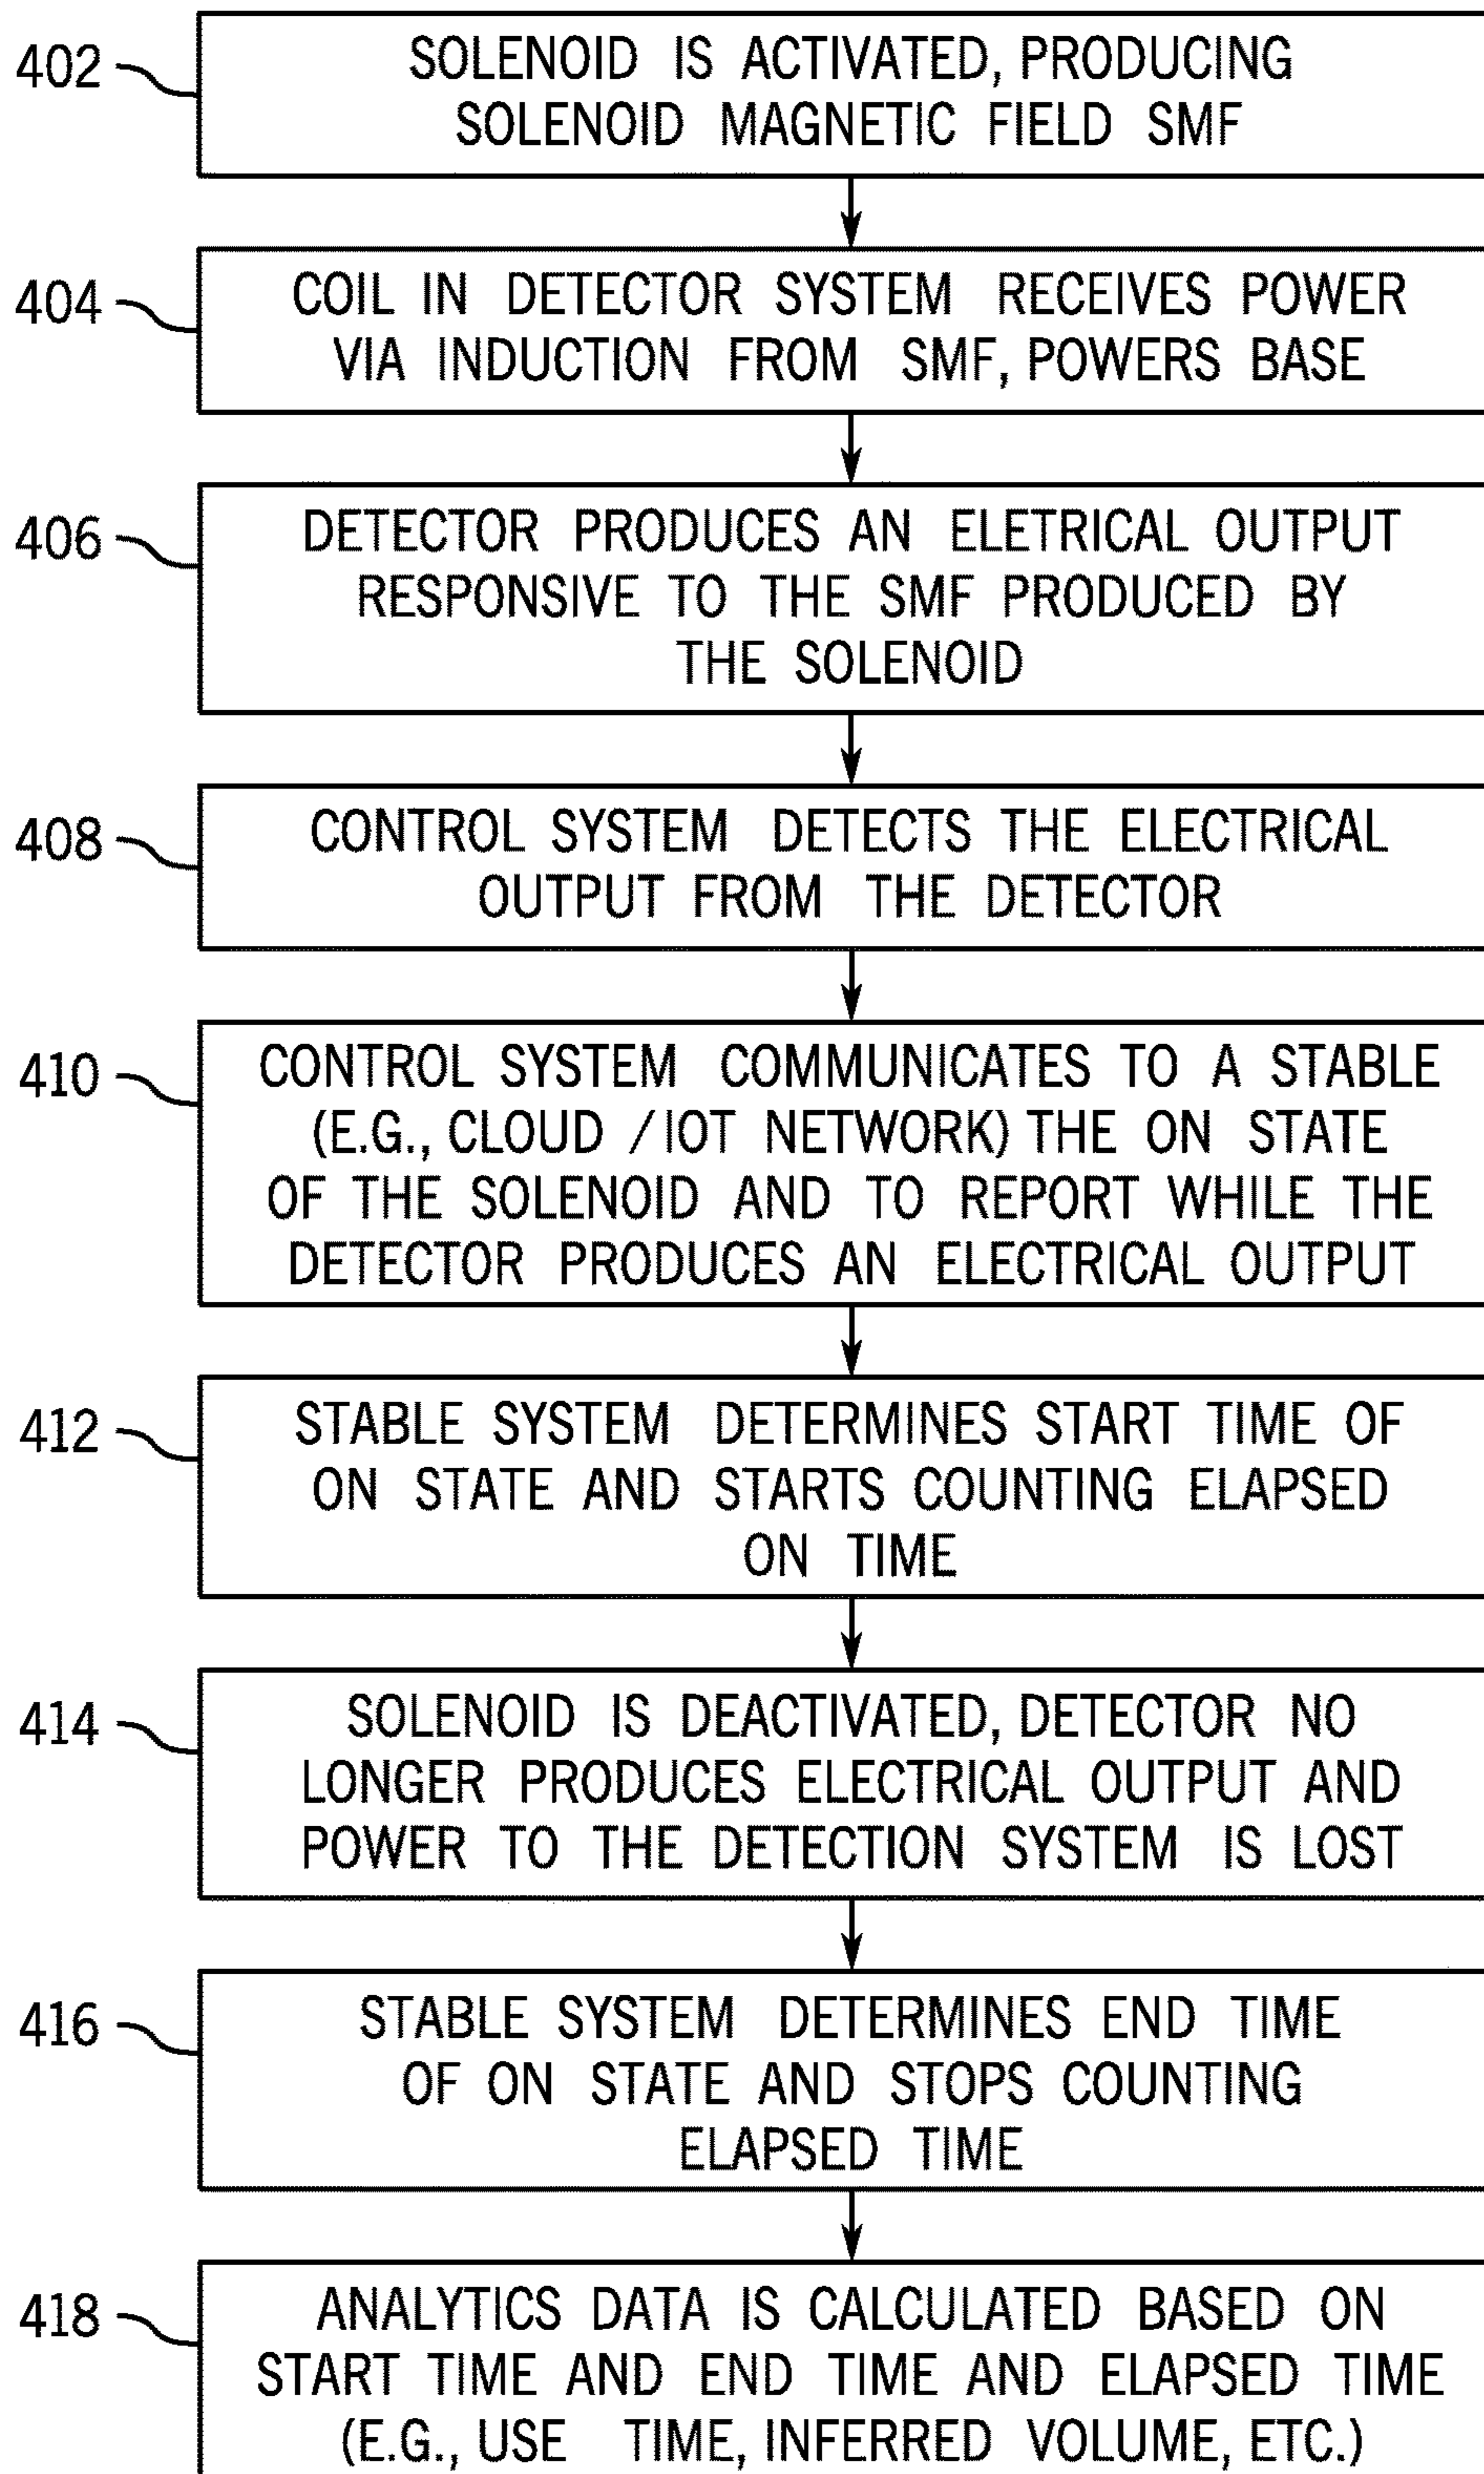 402
SOLENOID IS ACTIVATED, PRODUCING
SOLENOID MAGNETIC FIELD SMF
404
COIL IN DETECTOR SYSTEM RECEIVES POWER
VIA INDUCTION FROM SMF, POWERS BASE
406
DETECTOR PRODUCES AN ELETRICAL OUTPUT
RESPONSIVE TO THE SMF PRODUCED BY
THE SOLENOID
408
CONTROL SYSTEM DETECTS THE ELECTRICAL
OUTPUT FROM THE DETECTOR
410
CONTROL SYSTEM COMMUNICATES TO A STABLE
(E.G., CLOUD /IOT NETWORK) THE ON STATE
OF THE SOLENOID AND TO REPORT WHILE THE
DETECTOR PRODUCES AN ELECTRICAL OUTPUT
412
STABLE SYSTEM DETERMINES START TIME OF
ON STATE AND STARTS COUNTING ELAPSED
ON TIME
414
SOLENOID IS DEACTIVATED, DETECTOR NO
LONGER PRODUCES ELECTRICAL OUTPUT AND
POWER TO THE DETECTION SYSTEM IS LOST
416
STABLE SYSTEM DETERMINES END TIME
OF ON STATE AND STOPS COUNTING
ELAPSED TIME
418
ANALYTICS DATA IS CALCULATED BASED ON
START TIME AND END TIME AND ELAPSED TIME
(E.G., USE TIME, INFERRED VOLUME, ETC.)